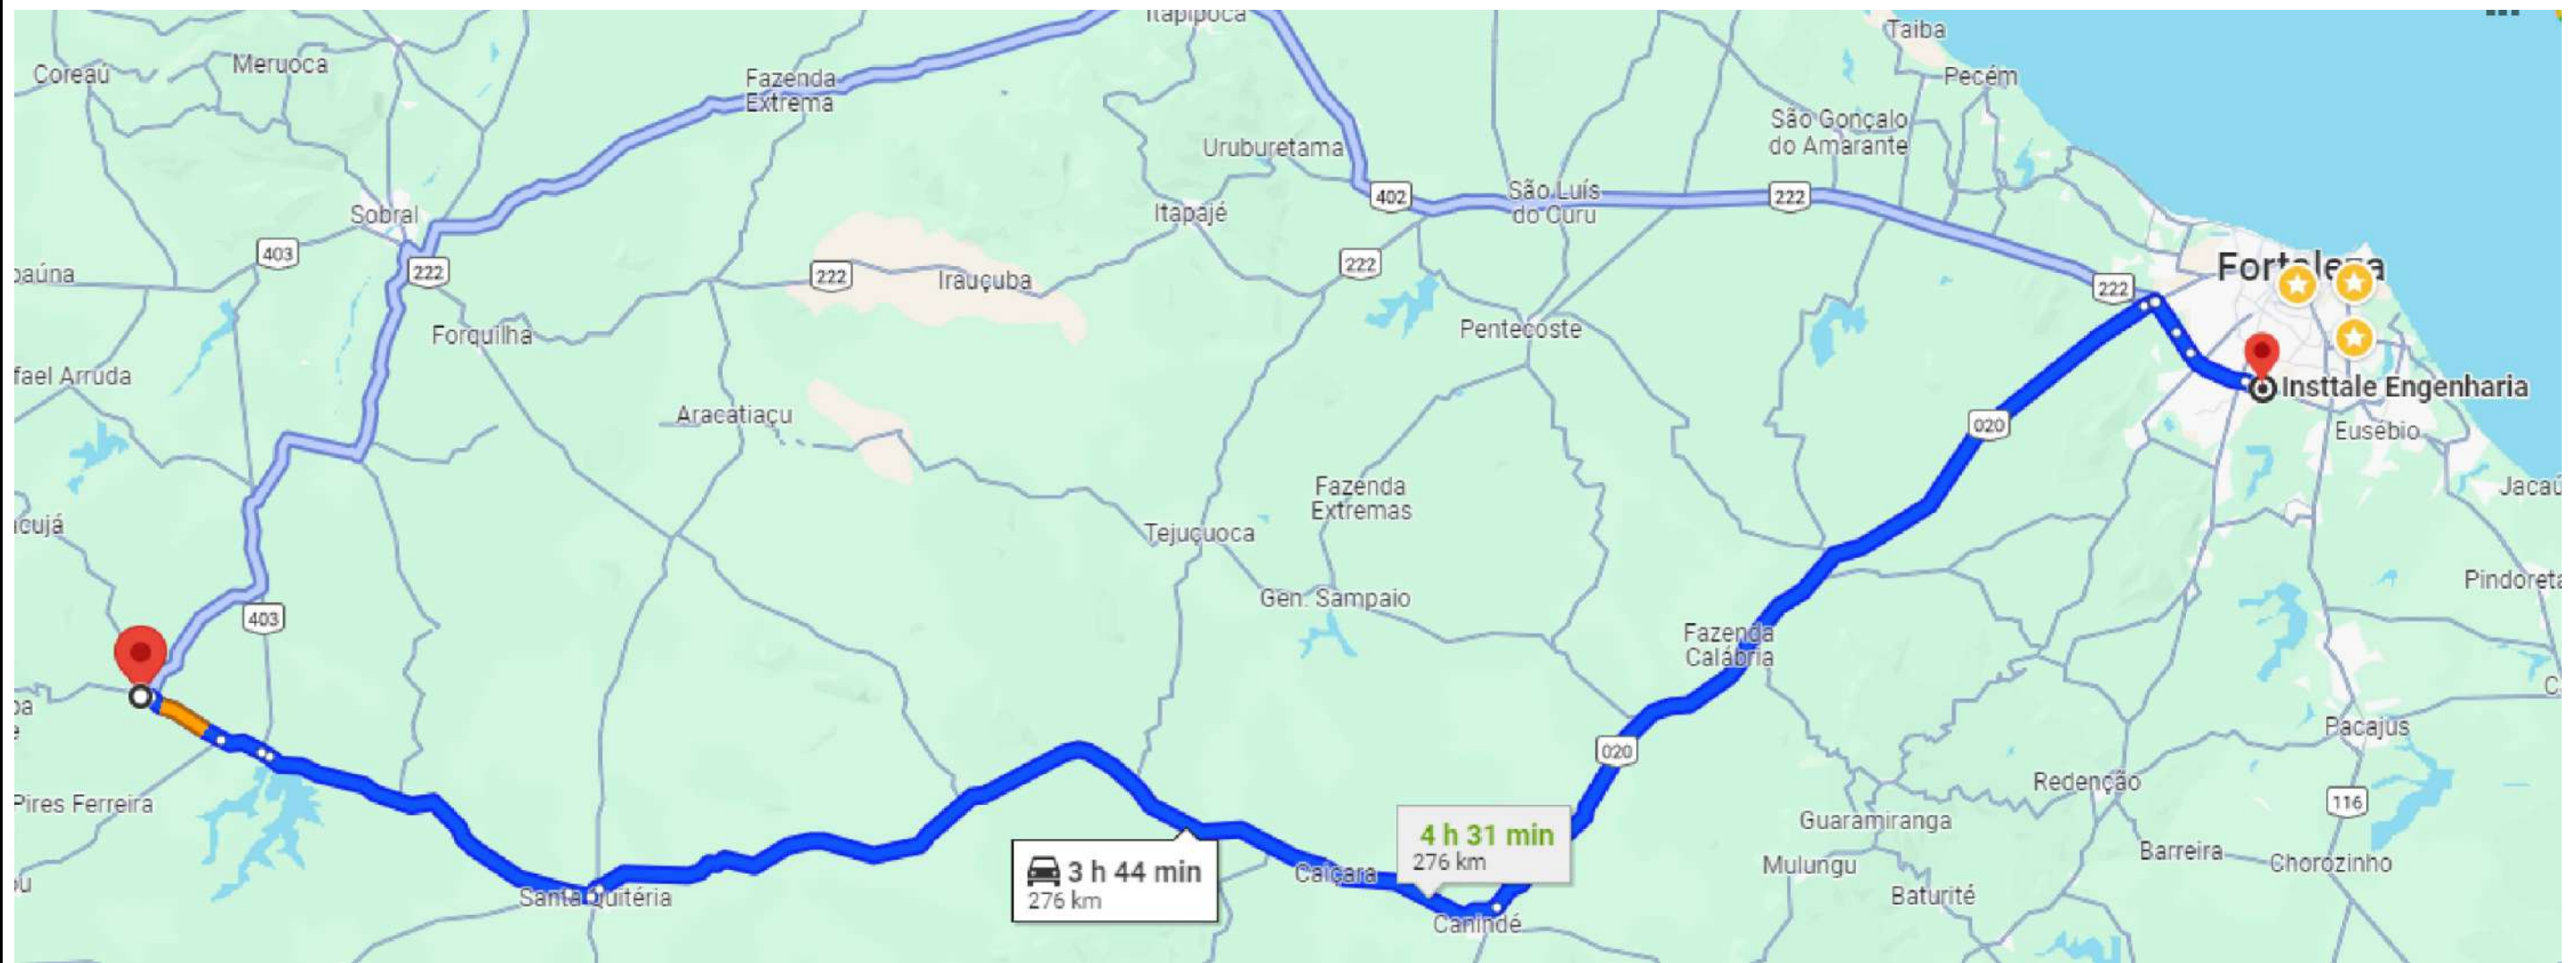 Itapipoca
Taiba
Coreaú
Meruoca
Fazenda
Extrema
Pecém
São Gonçalo
do Amarante
Uruburetama
Sobral
Itapajé
402
São Luís
do Curu
222
403
222
222
Irauçuba
222
222
Fortaleza
aúna
Forquilha
Pentecoste
fael Arruda
Insttale Engenharia
Aracatiaçu
020
Eusébio
Fazenda
Extremas
Jacaú
cujá
Tejuçuoca
Pindoreta
Gen. Sampaio
403
Fazenda
Calábria
C
Pacajus
020
Redenção
Pires Ferreira
116
Guaramiranga
4 h 31 min
276 km
Barreira
Chorozinho
Mulungu
3 h 44 min
276 km
Caiçara
Santa Quitéria
Baturité
Canindé